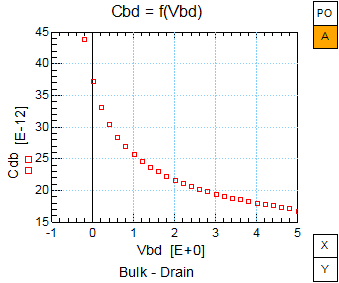 Cbd = f(Vbd)
PO
A
45
40
35
30
25
20
15
Cdb [E-12]
-1 0 1 2 3 4 5
Vbd [E+0]
Bulk - Drain
X
Y